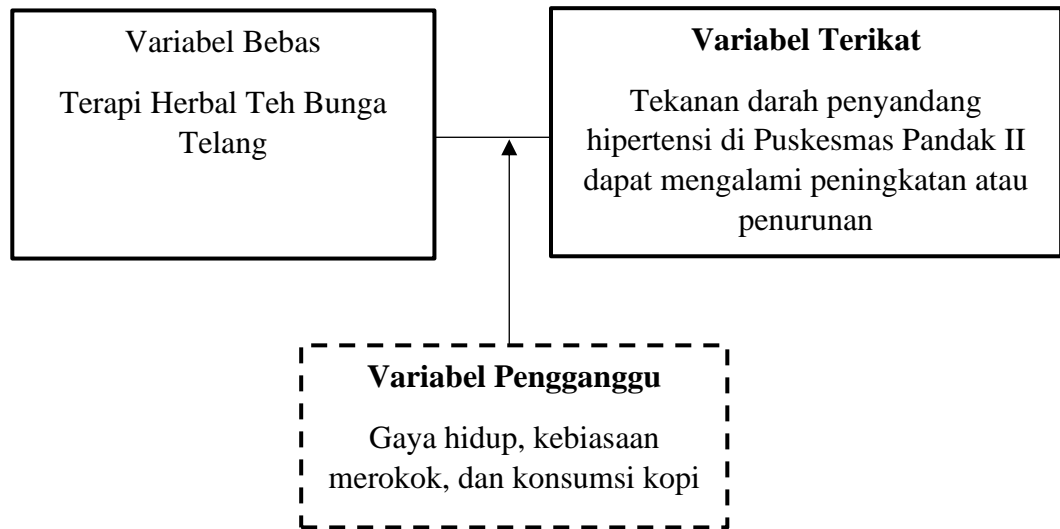 Variabel Bebas
Terapi Herbal Teh Bunga
Telang
Variabel Terikat
Tekanan darah penyandang
hipertensi di Puskesmas Pandak II
dapat mengalami peningkatan atau
penurunan
Variabel Pengganggu
Gaya hidup, kebiasaan
merokok, dan konsumsi kopi